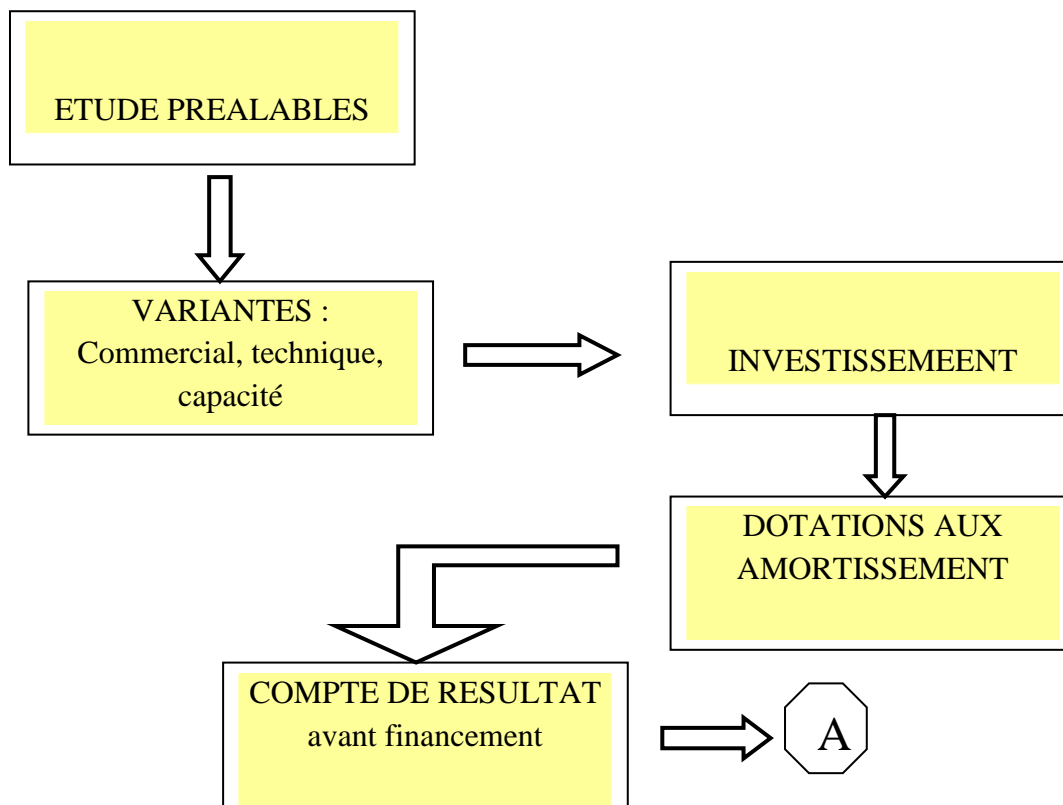 ETUDE PREALABLES
VARIANTES :
Commercial, technique,
capacité
INVESTISSEMEENT
DOTATIONS AUX
AMORTISSEMENT
COMPTE DE RESULTAT
avant financement
A